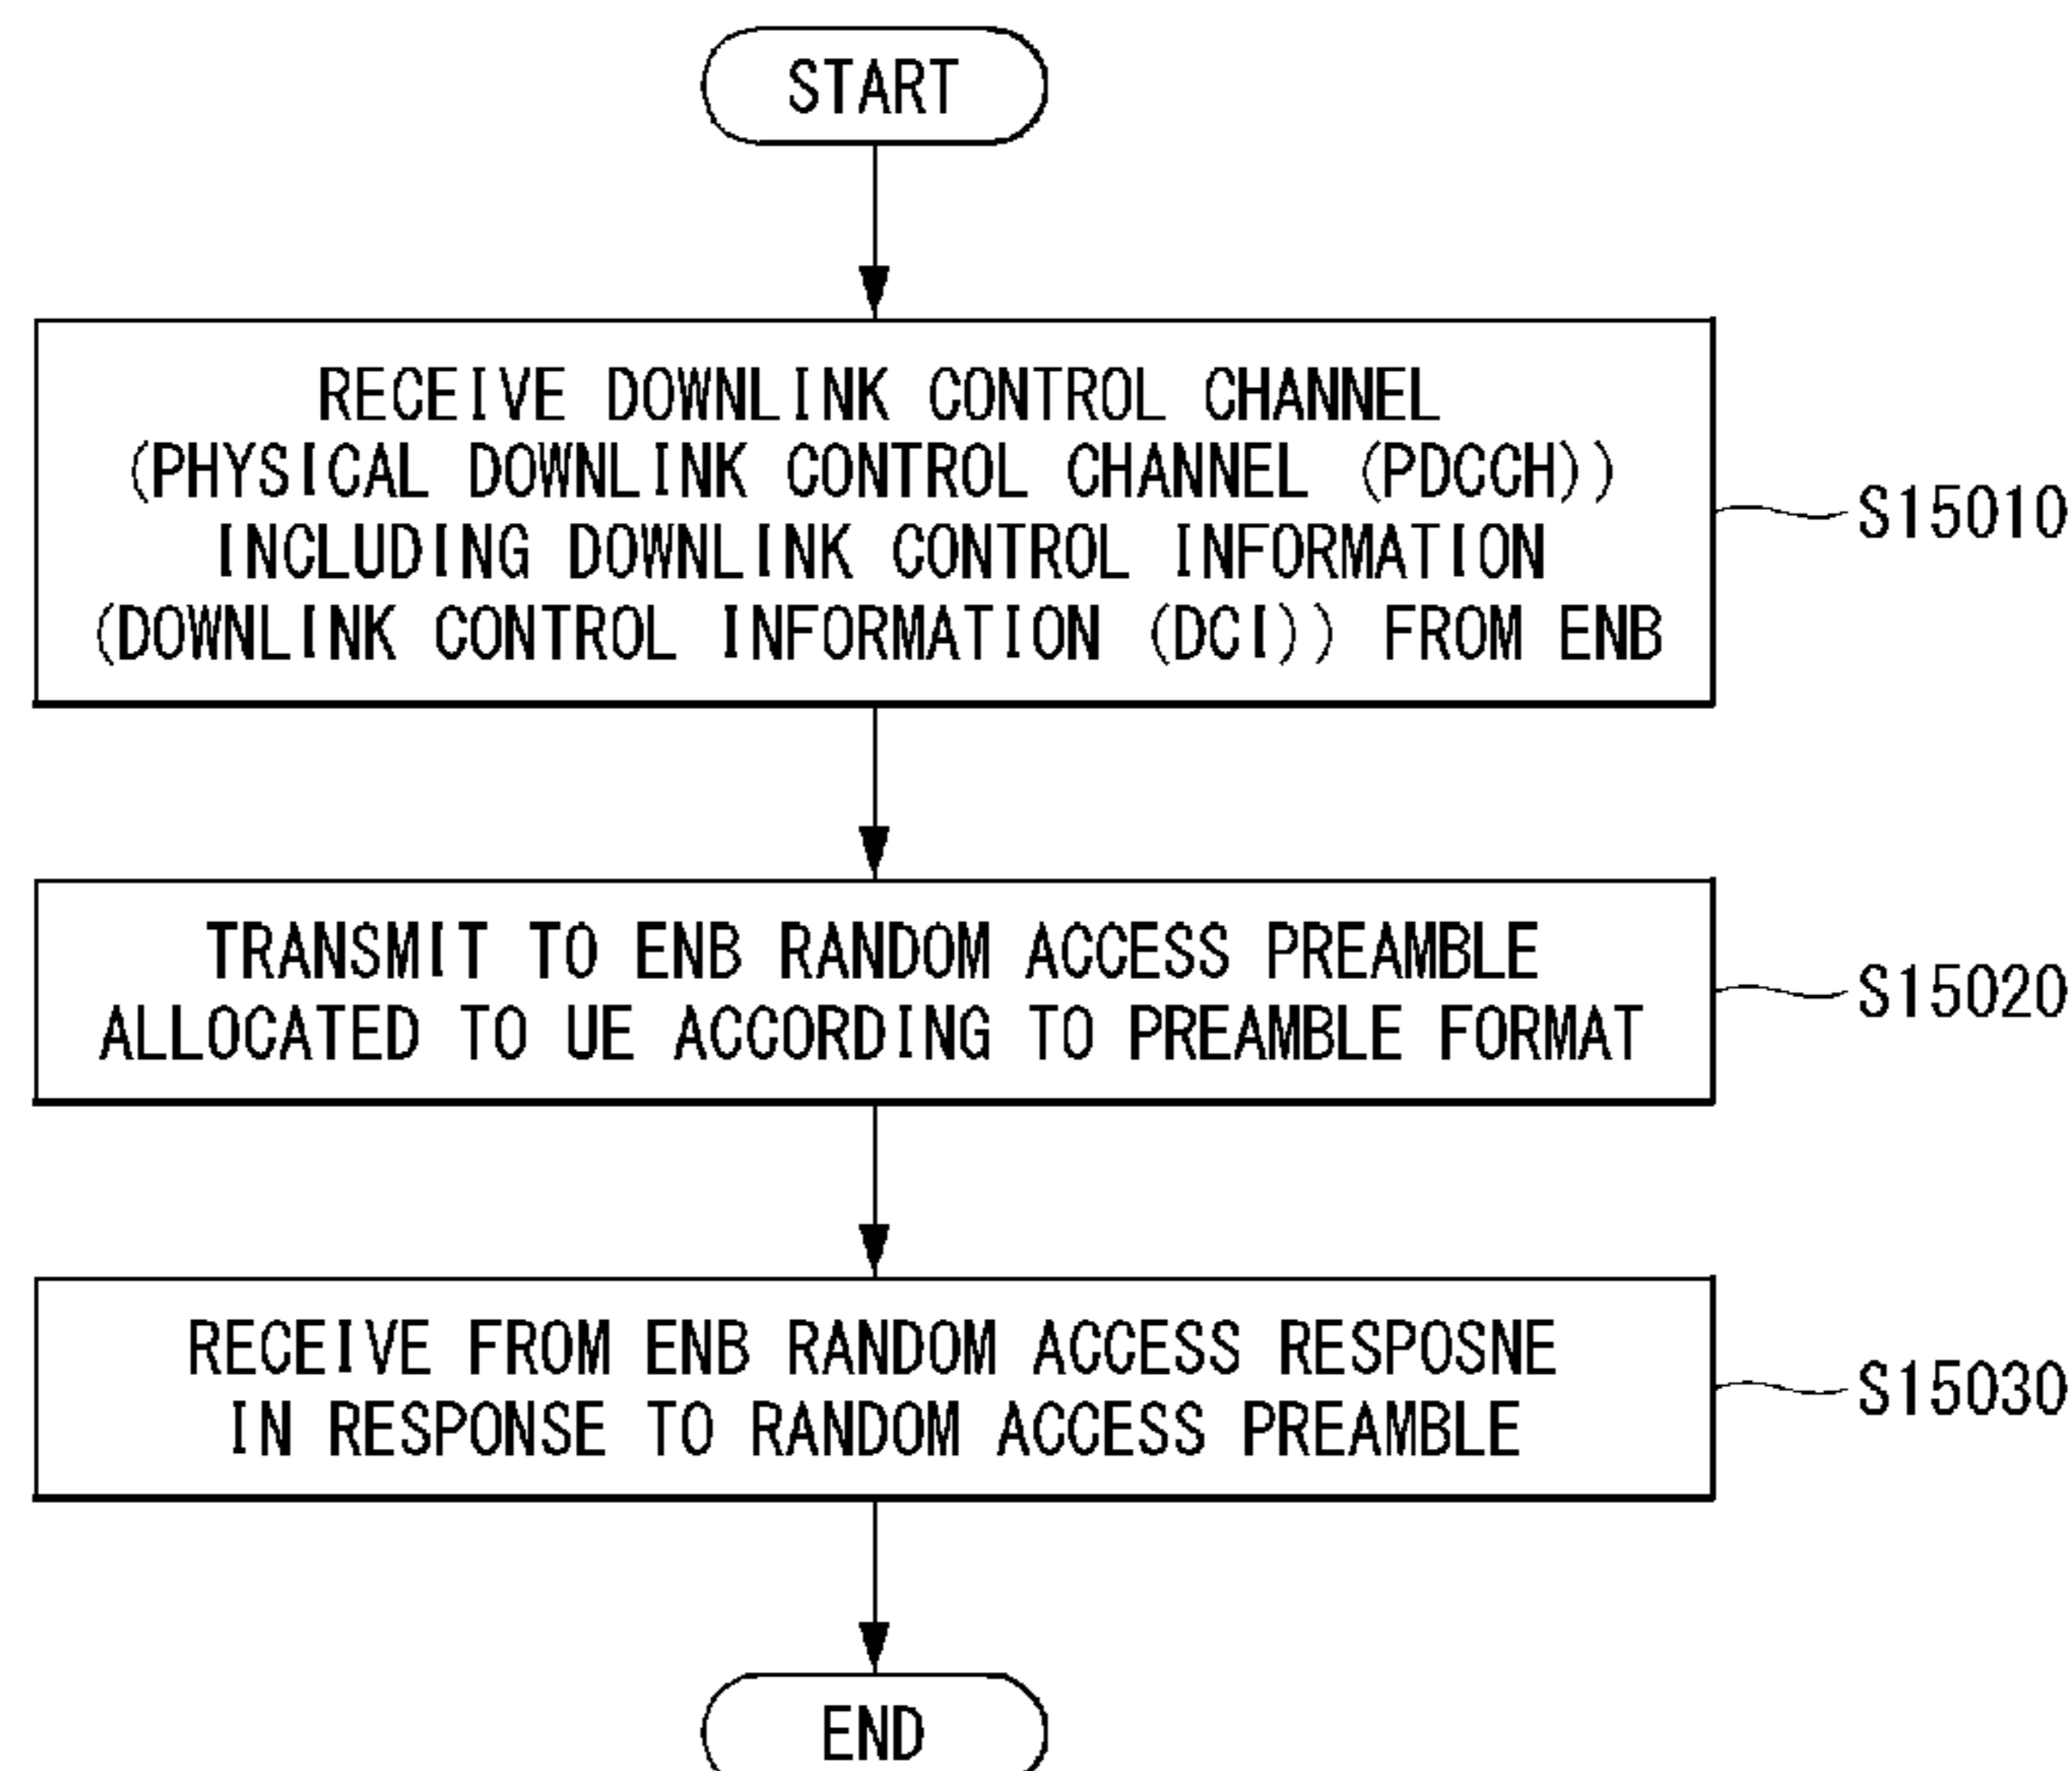 START
RECEIVE DOWNLINK CONTROL CHANNEL
(PHYSICAL DOWNLINK CONTROL CHANNEL (PDCCH))
INCLUDING DOWNLINK CONTROL INFORMATION
(DOWNLINK CONTROL INFORMATION (DCI)) FROM ENB
S15010
TRANSMIT TO ENB RANDOM ACCESS PREAMBLE
ALLOCATED TO UE ACCORDING TO PREAMBLE FORMAT
S15020
RECEIVE FROM ENB RANDOM ACCESS RESPOSNE
IN RESPONSE TO RANDOM ACCESS PREAMBLE
S15030
END